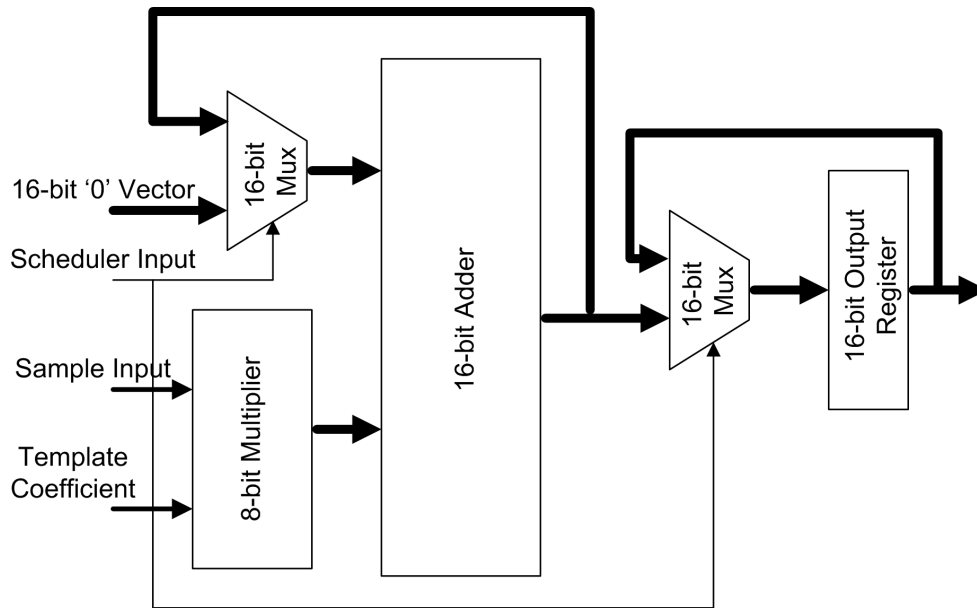 16-bit ‘0’ Vector
Scheduler Input
Sample Input
Template
Coefficient
16-bit
Mux
8-bit Multiplier
16-bit Adder
16-bit
Mux
16-bit Output
Register